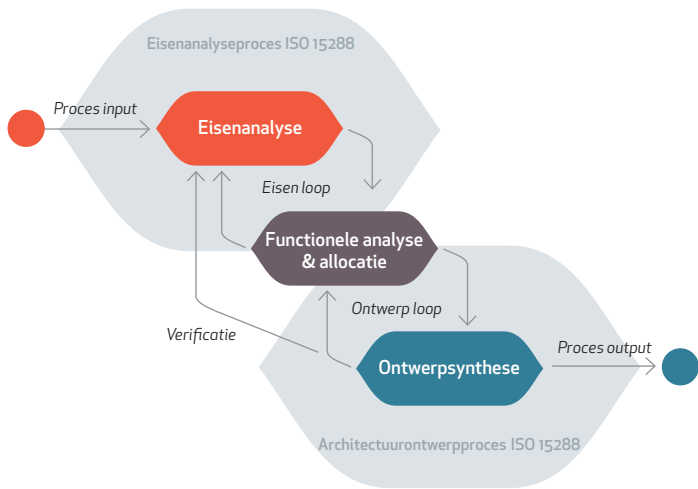 Eisenanalyseproces ISO 15288
Proces input
Eisenanalyse
Eisen loop
Functionele analyse
& allocatie
Ontwerp loop
Verificatie
Proces output
Ontwerpsynthese
Architectuurontwerpproces ISO 15288